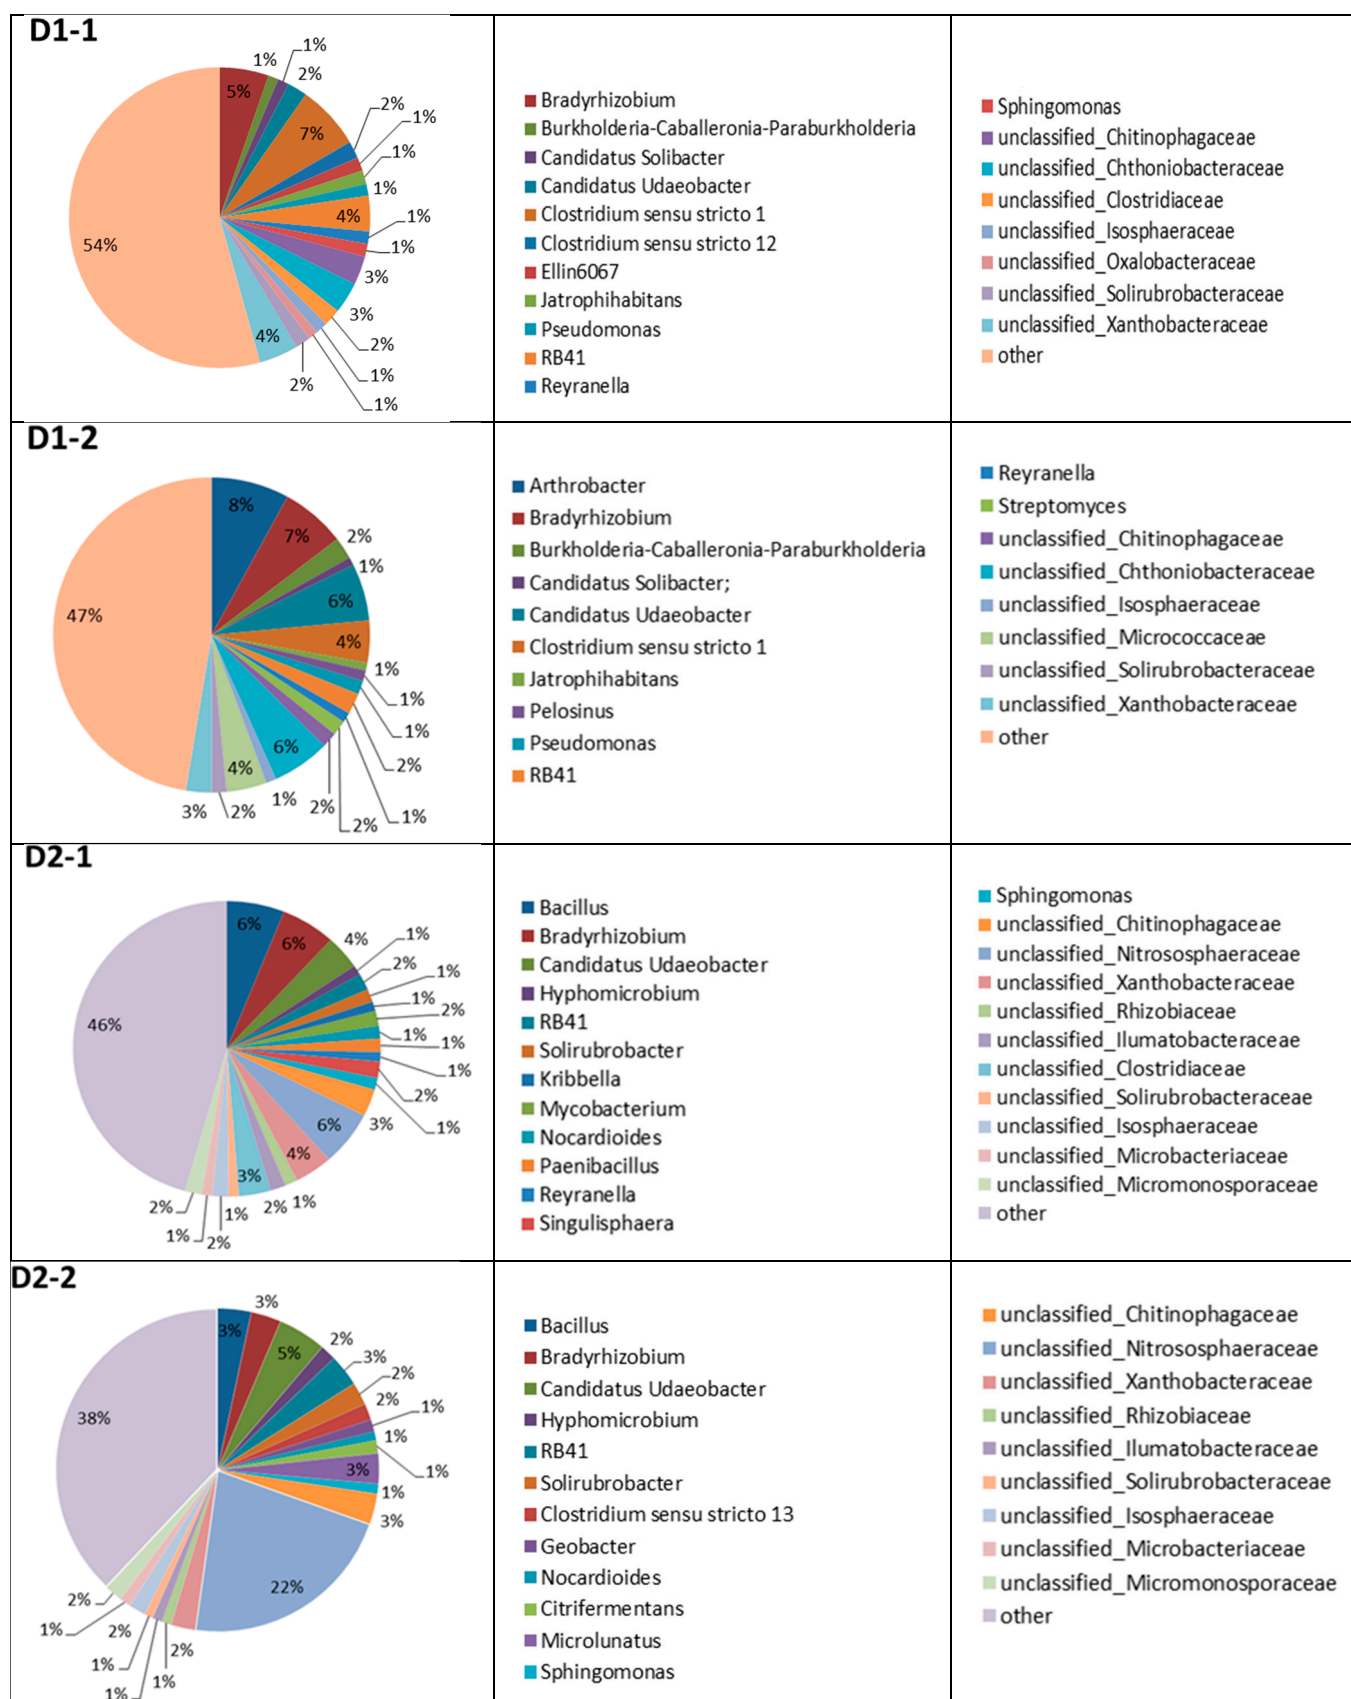 D1-1
1%
1%
2%
5%
7%
2%
1%
1%
1%
4%
1%
1%
3%
3%
2%
1%
1%
2%
4%
54%
Bradyrhizobium
Burkholderia-Caballeronia-Paraburkholderia
Candidatus Solibacter
Candidatus Udaeobacter
Clostridium sensu stricto 1
Clostridium sensu stricto 12
Ellin6067
Jatrophihabitans
Pseudomonas
RB41
Reyranella
Sphingomonas
unclassified_Chitinophagaceae
unclassified_Chthoniobacteraceae
unclassified_Clostridiaceae
unclassified_Isosphaeraceae
unclassified_Oxalobacteraceae
unclassified_Solirubrobacteraceae
unclassified_Xanthobacteraceae
other
D1-2
8%
7%
2%
1%
6%
4%
1%
1%
1%
2%
1%
2%
2%
6%
1%
4%
2%
3%
47%
Arthrobacter
Bradyrhizobium
Burkholderia-Caballeronia-Paraburkholderia
Candidatus Solibacter;
Candidatus Udaeobacter
Clostridium sensu stricto 1
Jatrophihabitans
Pelosinus
Pseudomonas
RB41
Reyranella
Streptomyces
unclassified_Chitinophagaceae
unclassified_Chthoniobacteraceae
unclassified_Isosphaeraceae
unclassified_Micrococcaceae
unclassified_Solirubrobacteraceae
unclassified_Xanthobacteraceae
other
D2-1
6%
6%
4%
1%
2%
1%
1%
2%
1%
1%
1%
2%
1%
3%
6%
4%
1%
2%
3%
1%
2%
1%
2%
46%
Bacillus
Bradyrhizobium
Candidatus Udaeobacter
Hyphomicrobium
RB41
Solirubrobacter
Kribbella
Mycobacterium
Nocardioides
Paenibacillus
Reyranella
Singulisphaera
Sphingomonas
unclassified_Chitinophagaceae
unclassified_Nitrososphaeraceae
unclassified_Xanthobacteraceae
unclassified_Rhizobiaceae
unclassified_Ilumatobacteraceae
unclassified_Clostridiaceae
unclassified_Solirubrobacteraceae
unclassified_Isosphaeraceae
unclassified_Microbacteriaceae
unclassified_Micromonosporaceae
other
D2-2
3%
3%
5%
2%
3%
2%
2%
1%
1%
1%
3%
1%
3%
22%
2%
1%
1%
1%
2%
1%
2%
38%
Bacillus
Bradyrhizobium
Candidatus Udaeobacter
Hyphomicrobium
RB41
Solirubrobacter
Clostridium sensu stricto 13
Geobacter
Nocardioides
Citrifermentans
Microlunatus
Sphingomonas
unclassified_Chitinophagaceae
unclassified_Nitrososphaeraceae
unclassified_Xanthobacteraceae
unclassified_Rhizobiaceae
unclassified_Ilumatobacteraceae
unclassified_Solirubrobacteraceae
unclassified_Isosphaeraceae
unclassified_Microbacteriaceae
unclassified_Micromonosporaceae
other